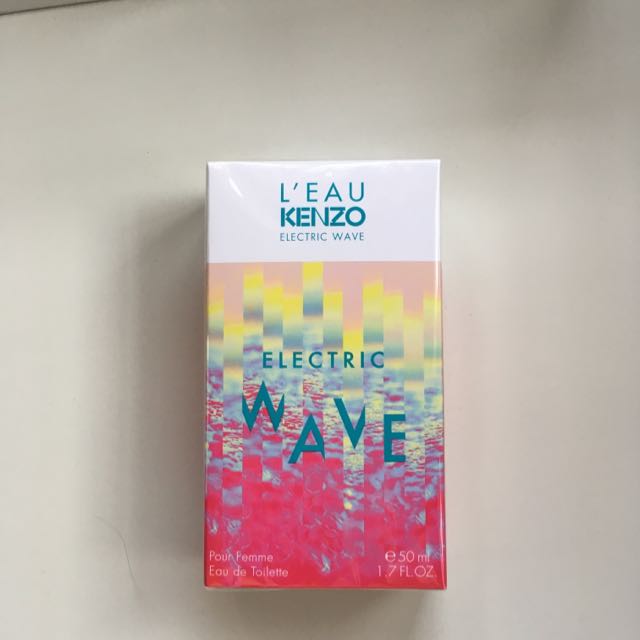 L'EAU
KENZO
ELECTRIC WAVE
ELECTRIC
WAVE
Pour Femme
Eau de Toilette
℮ 50 ml
1.7 FL.OZ